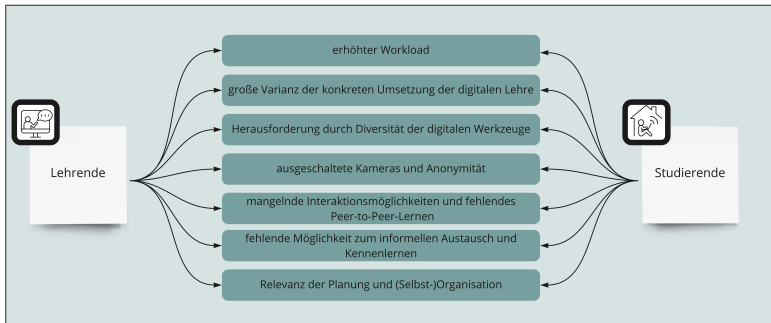 erhöhter Workload
große Varianz der konkreten Umsetzung der digitalen Lehre
Herausforderung durch Diversität der digitalen Werkzeuge
Lehrende
ausgeschaltete Kameras und Anonymität
Studierende
mangelnde Interaktionsmöglichkeiten und fehlendes
Peer-to-Peer-Lernen
fehlende Möglichkeit zum informellen Austausch und
Kennenlernen
Relevanz der Planung und (Selbst-)Organisation